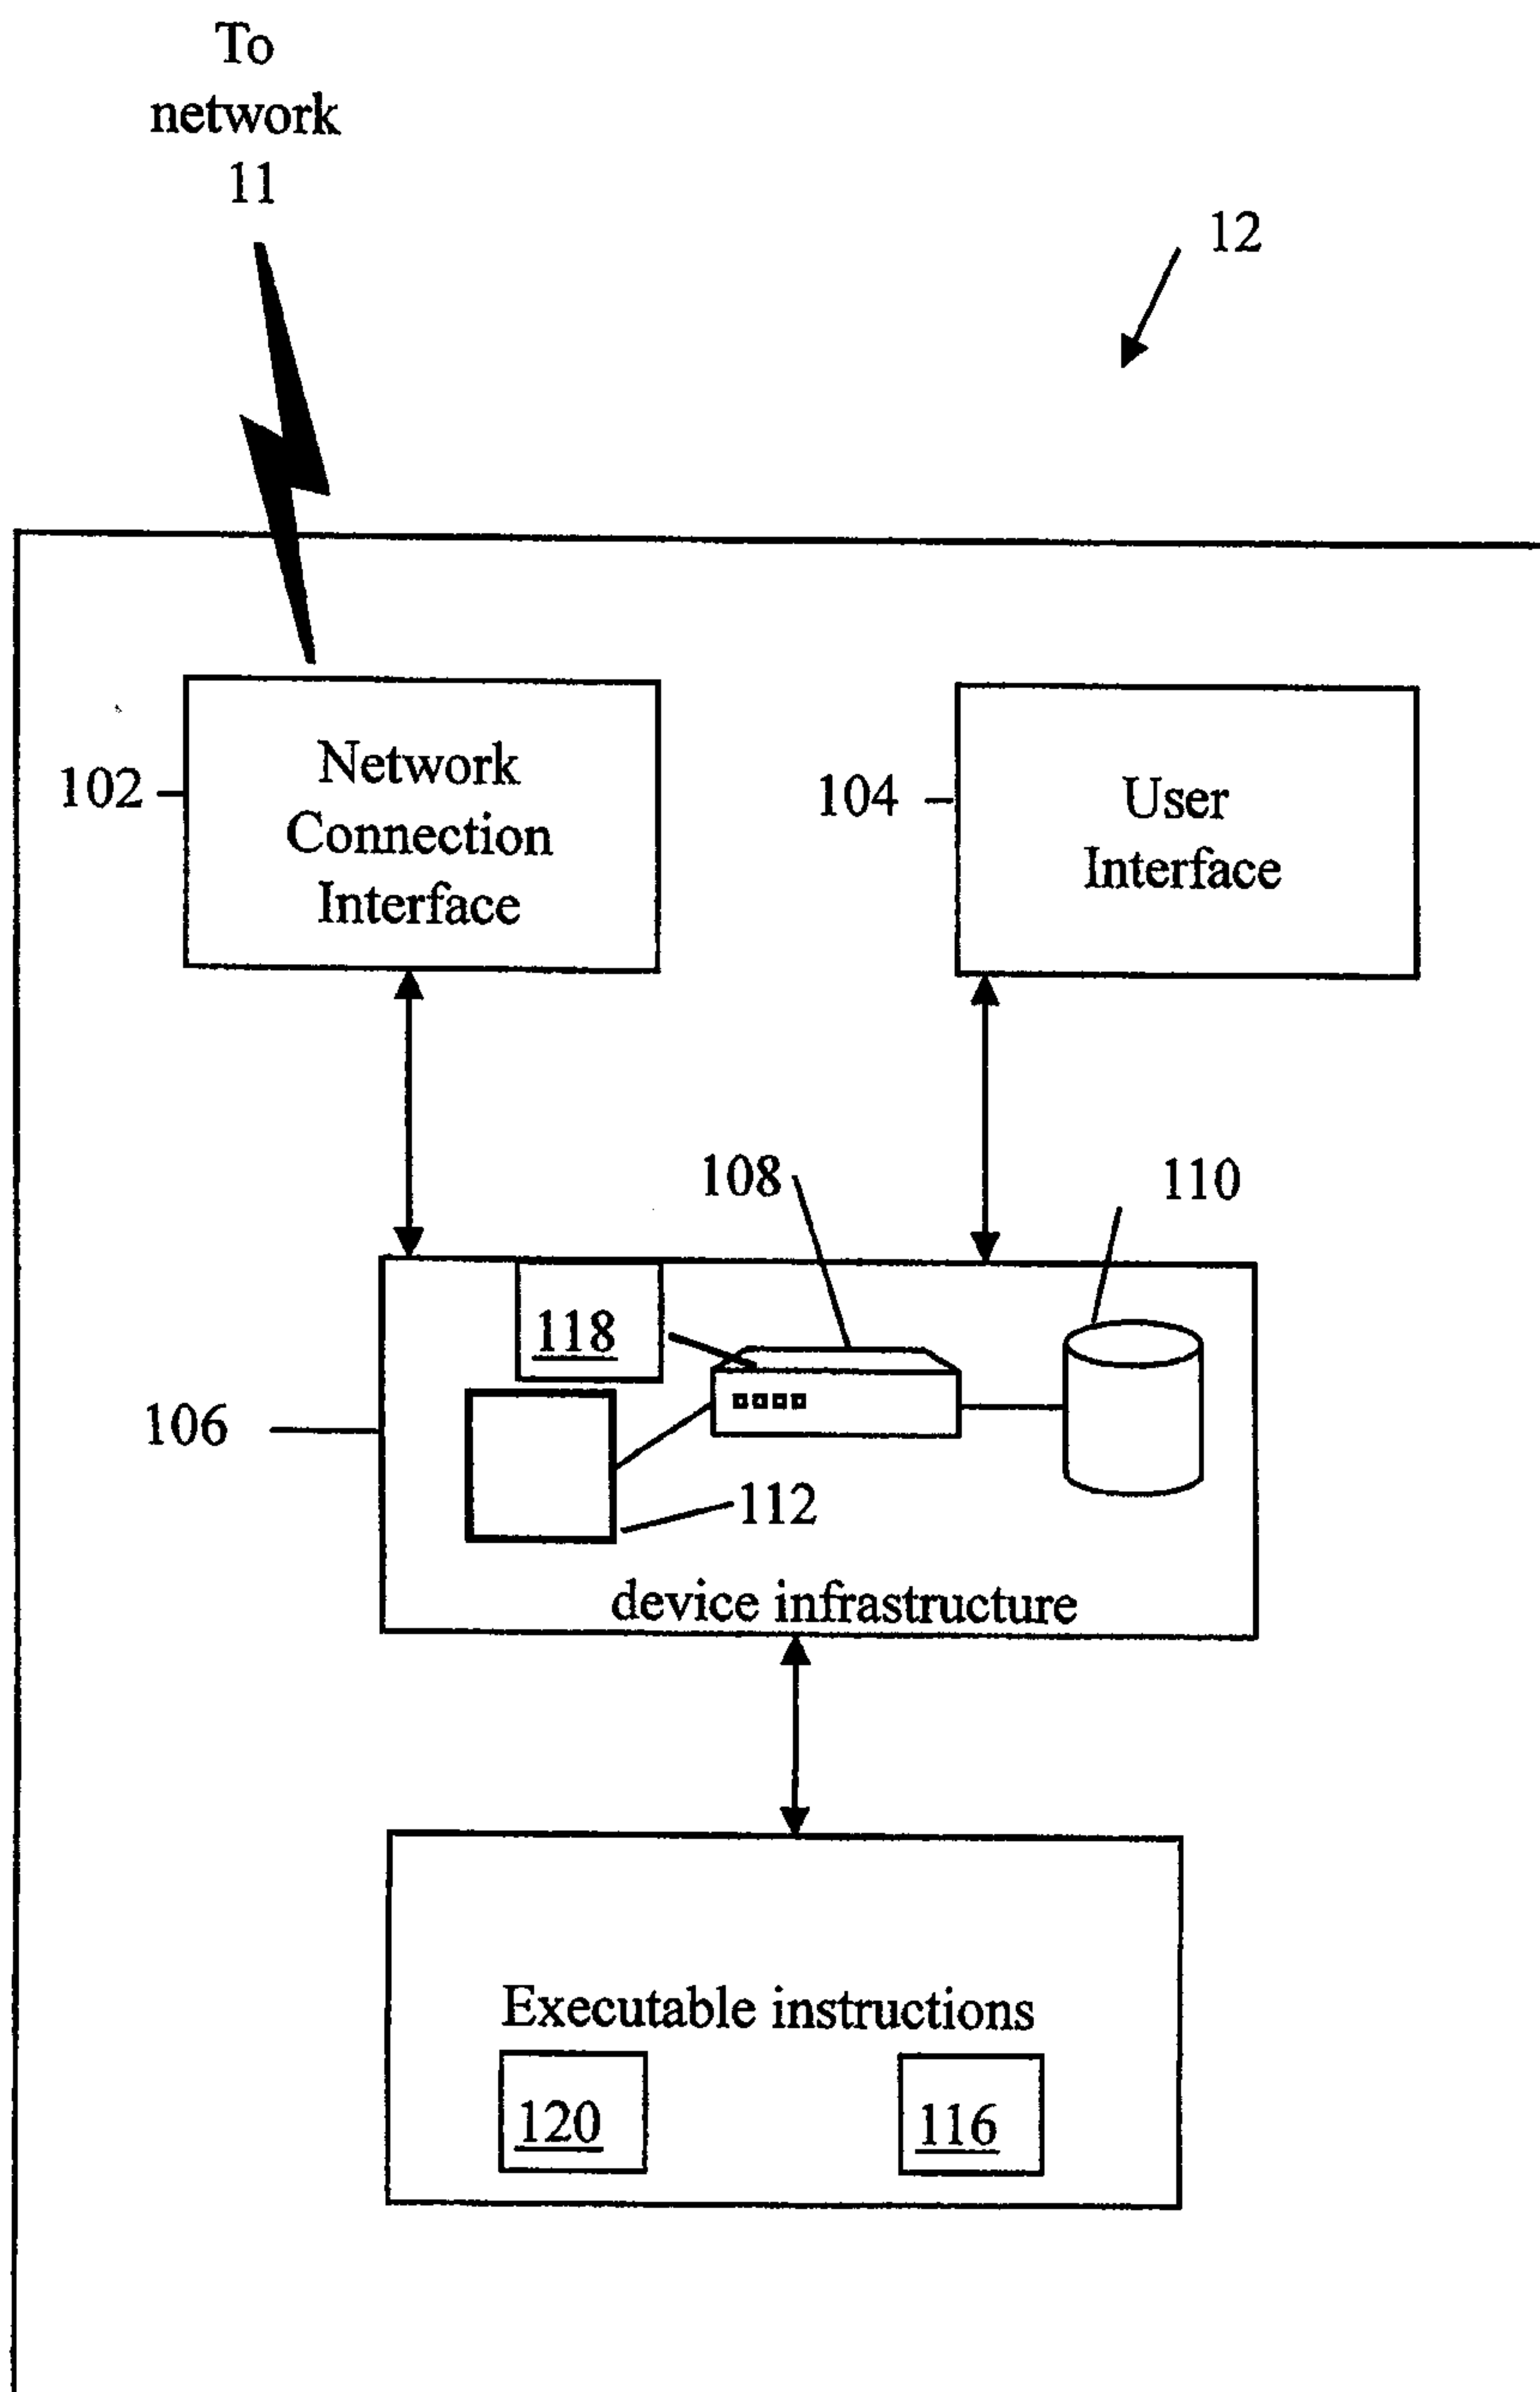 To
network
11
12
Network
Connection
Interface
102
104
User
Interface
108
110
118
106
112
device infrastructure
Executable instructions
120
116